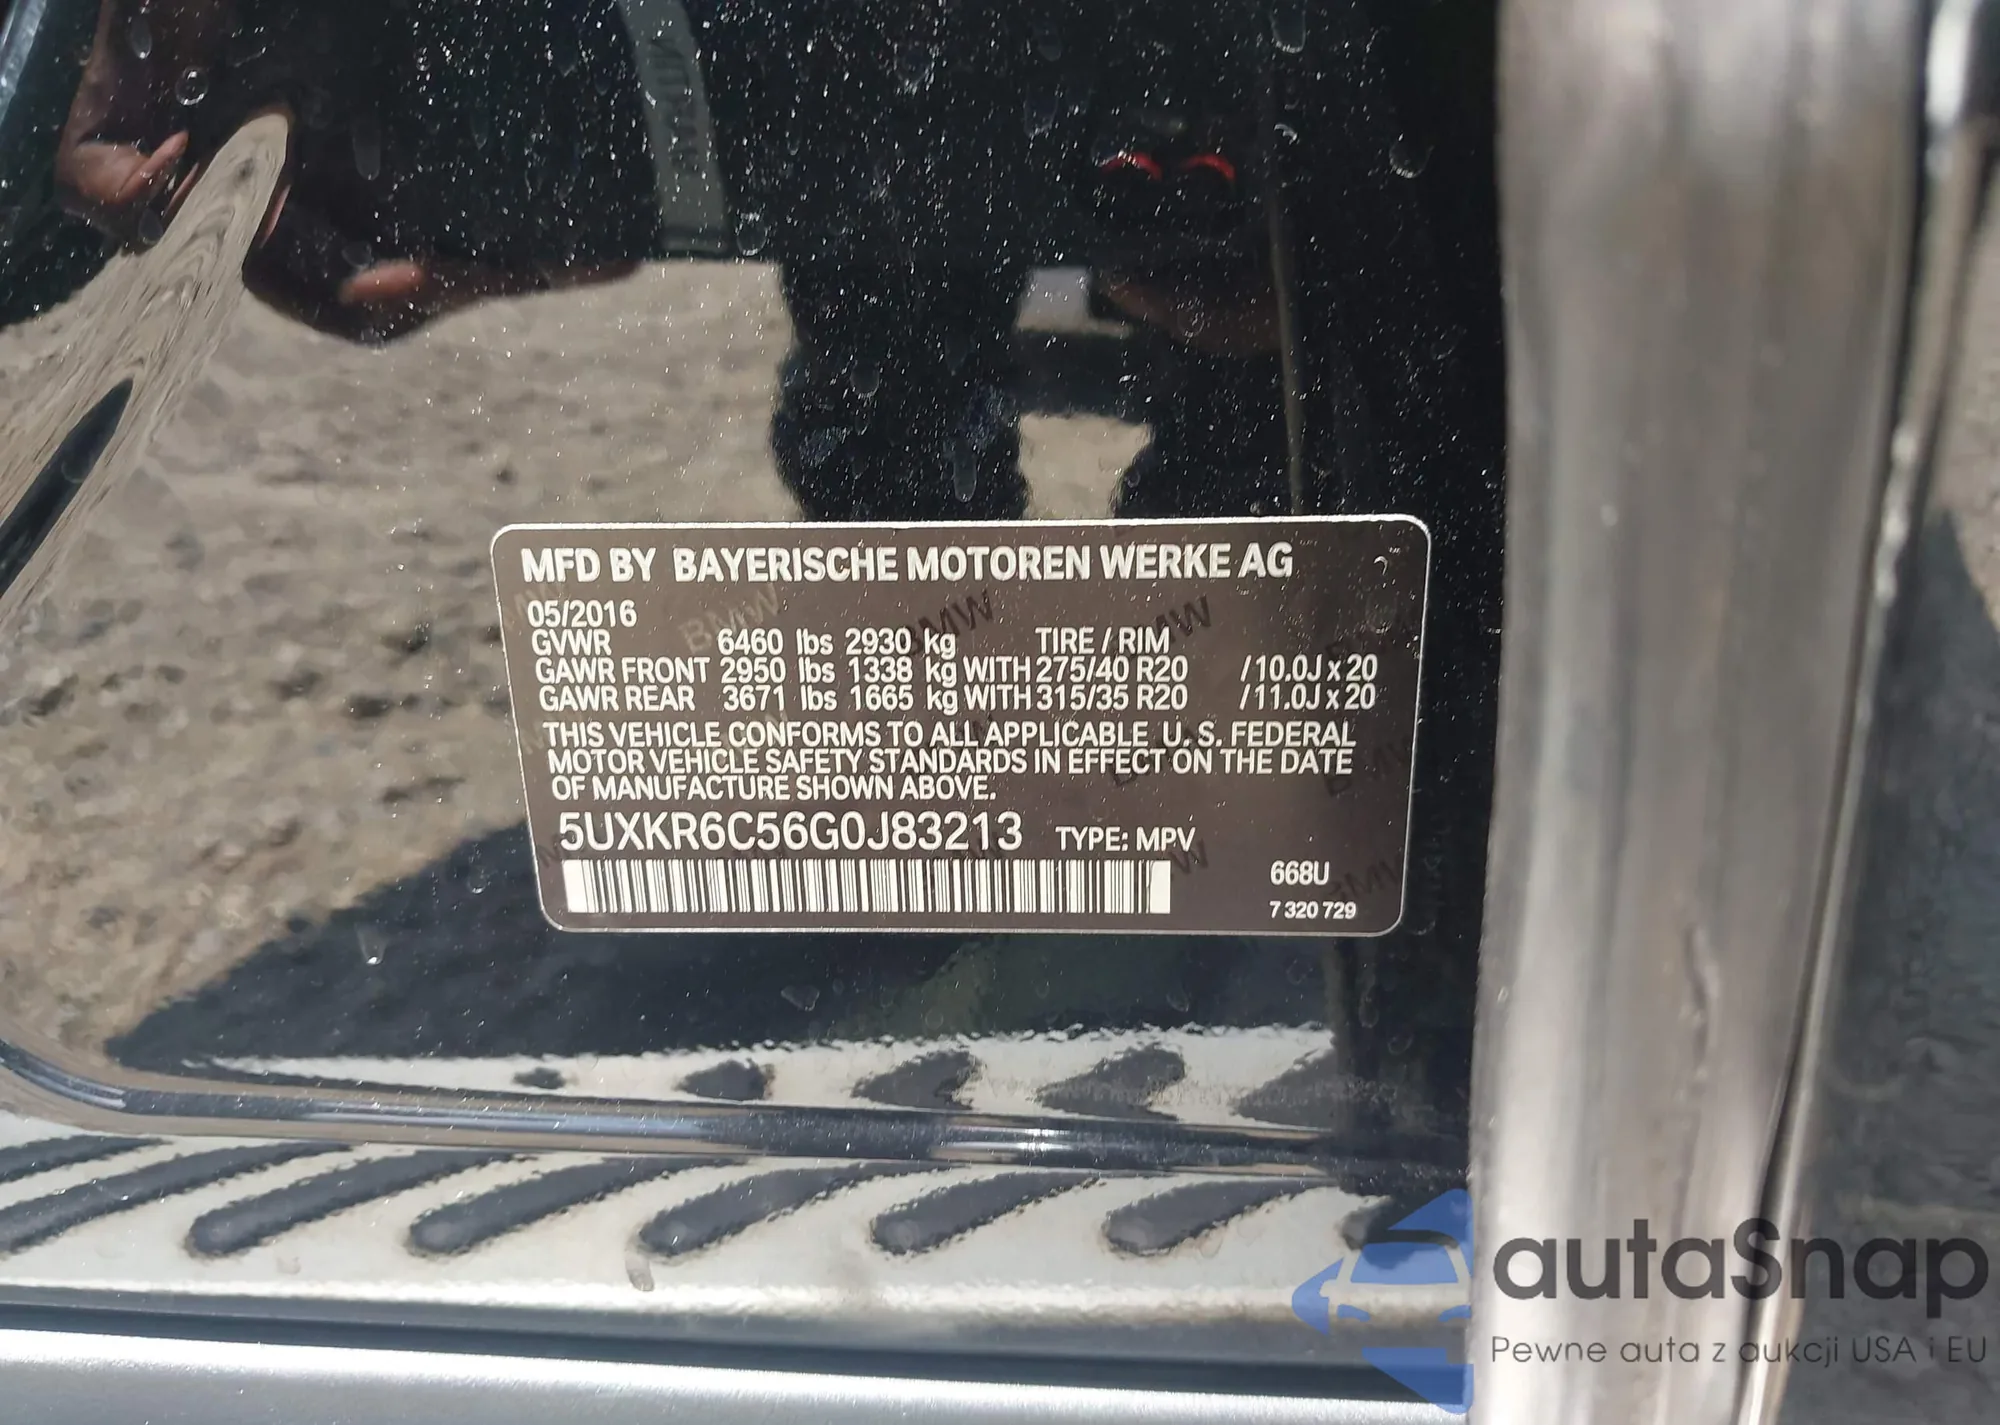 MFD BY BAYERISCHE MOTOREN WERKE AG
05/2016
GVWR 6460 lbs 2930 kg TIRE / RIM
GAWR FRONT 2950 lbs 1338 kg WITH 275/40 R20 /10.0J x 20
GAWR REAR 3671 lbs 1665 kg WITH 315/35 R20 /11.0J x 20
THIS VEHICLE CONFORMS TO ALL APPLICABLE U.S. FEDERAL
MOTOR VEHICLE SAFETY STANDARDS IN EFFECT ON THE DATE
OF MANUFACTURE SHOWN ABOVE.
5UXKR6C56G0J83213 TYPE: MPV
668U
7 320 729
autaSnap
Pewne auta z aukcji USA i EU